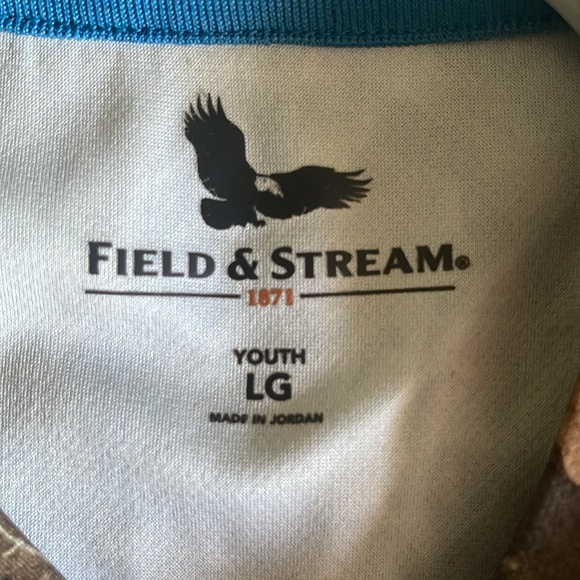 FIELD & STREAM®
1871
YOUTH
LG
MADE IN JORDAN